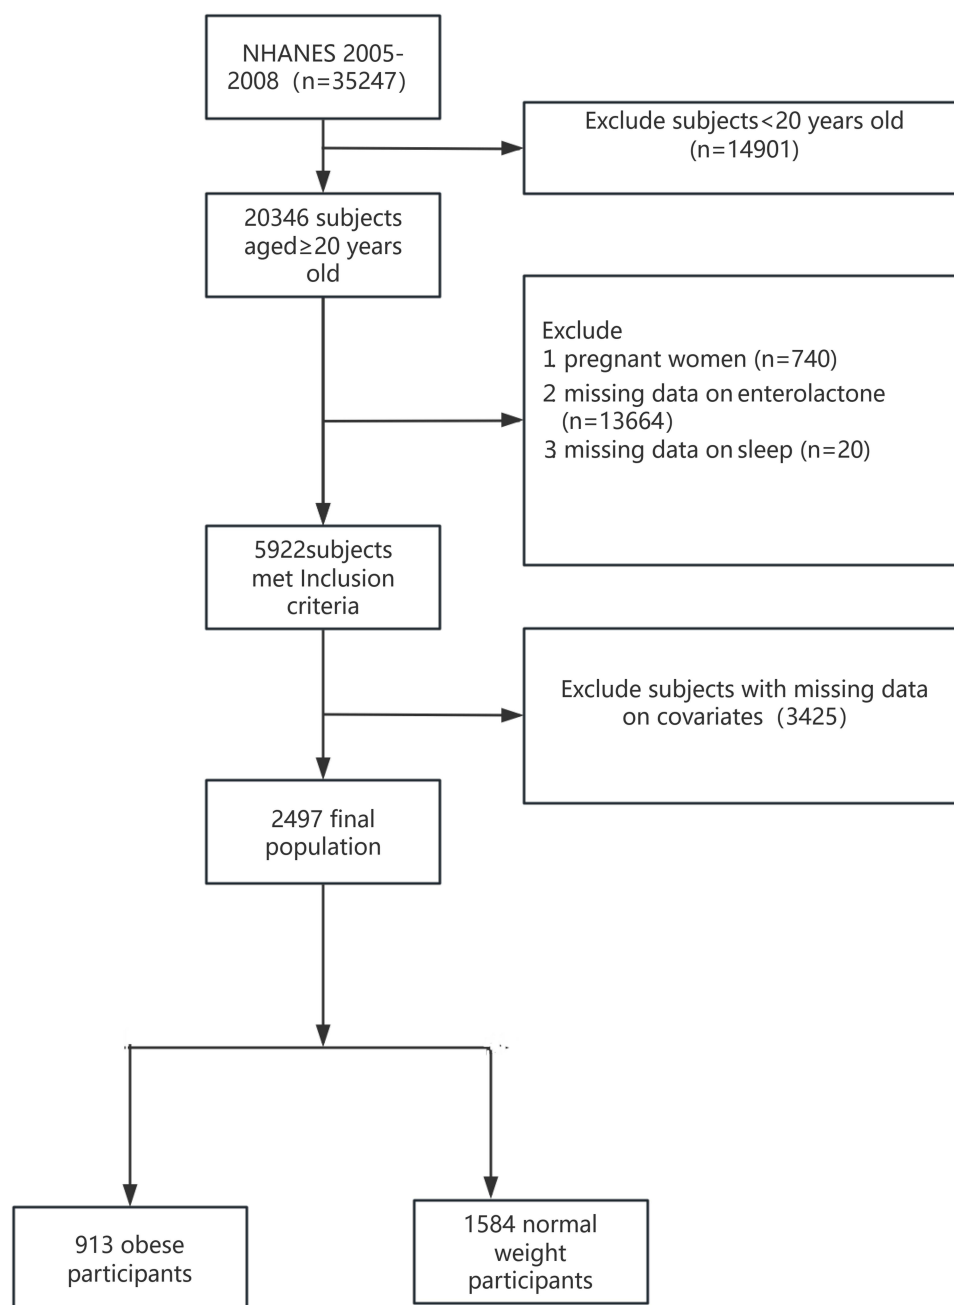 NHANES 2005-
2008（n=35247）
Exclude subjects<20 years old
(n=14901)
20346 subjects
aged≥20 years
old
Exclude
1 pregnant women (n=740)
2 missing data on enterolactone
(n=13664)
3 missing data on sleep (n=20)
5922subjects
met Inclusion
criteria
Exclude subjects with missing data
on covariates（3425）
2497 final
population
913 obese
participants
1584 normal
weight
participants